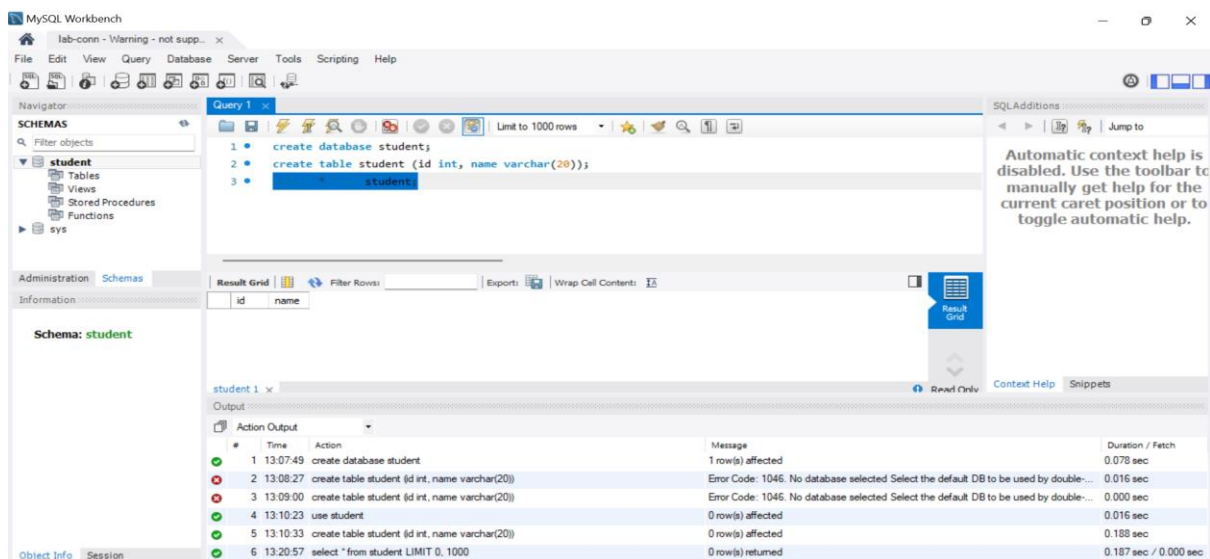 MySQL Workbench
lab-conn - Warning - not supp...
File Edit View Query Database Server Tools Scripting Help
Navigator
SCHEMAS
Filter objects
student
Tables
Views
Stored Procedures
Functions
sys
Administration Schemas
Information
Schema: student
Object Info Session
Query 1
Limit to 1000 rows
1 create database student;
2 create table student (id int, name varchar(20));
3 * student;
Result Grid Filter Rows: Export: Wrap Cell Content:
id name
Result
Grid
student 1
Read Only
Output
Action Output
# Time Action Message Duration / Fetch
1 13:07:49 create database student 1 row(s) affected 0.078 sec
2 13:08:27 create table student (id int, name varchar(20)) Error Code: 1046. No database selected Select the default DB to be used by double-... 0.016 sec
3 13:09:00 create table student (id int, name varchar(20)) Error Code: 1046. No database selected Select the default DB to be used by double-... 0.000 sec
4 13:10:23 use student 0 row(s) affected 0.016 sec
5 13:10:33 create table student (id int, name varchar(20)) 0 row(s) affected 0.188 sec
6 13:20:57 select * from student LIMIT 0, 1000 0 row(s) returned 0.187 sec / 0.000 sec
SQLAdditions
Jump to
Automatic context help is
disabled. Use the toolbar to
manually get help for the
current caret position or to
toggle automatic help.
Context Help Snippets